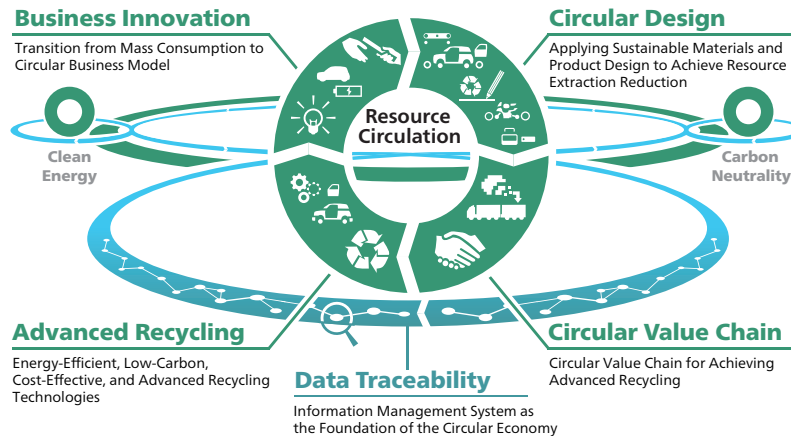 Business Innovation
Transition from Mass Consumption to
Circular Business Model
Circular Design
Applying Sustainable Materials and
Product Design to Achieve Resource
Extraction Reduction
Resource
Circulation
Clean
Energy
Carbon
Neutrality
Advanced Recycling
Energy-Efficient, Low-Carbon,
Cost-Effective, and Advanced Recycling
Technologies
Data Traceability
Information Management System as
the Foundation of the Circular Economy
Circular Value Chain
Circular Value Chain for Achieving
Advanced Recycling